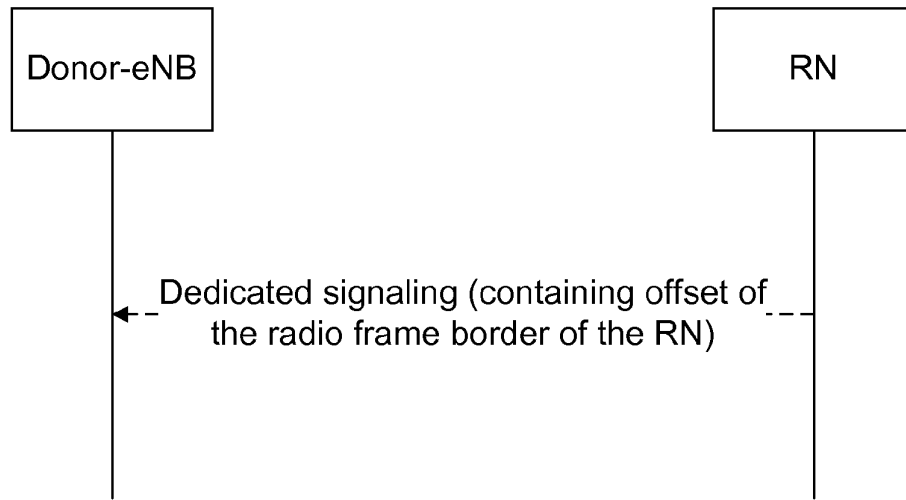 Donor-eNB
RN
Dedicated signaling (containing offset of
the radio frame border of the RN)